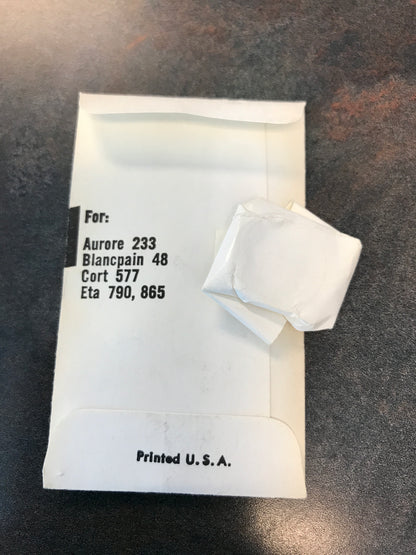 For:
Aurore 233
Blancpain 48
Cort 577
Eta 790, 865
Printed U.S.A.